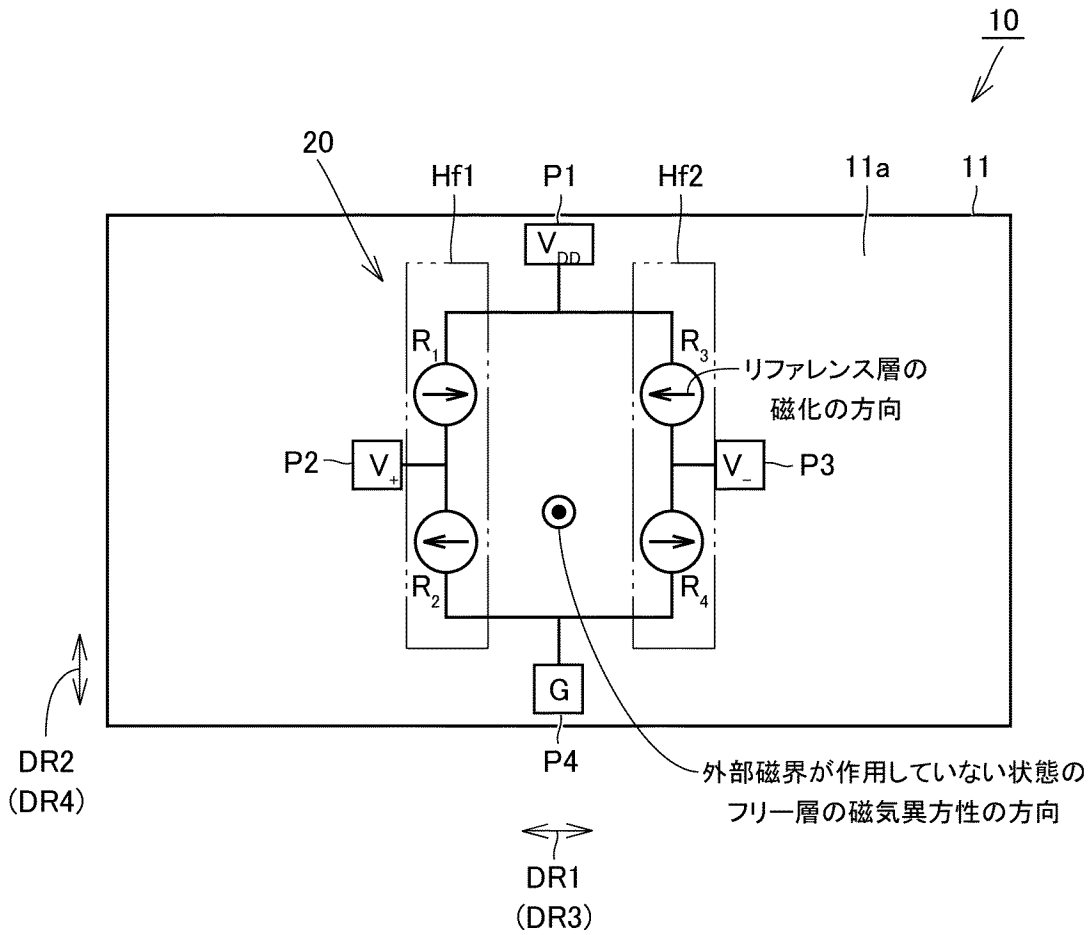 10
20
Hf1
P1
Hf2
11a
11
V_DD
R1
R3
リファレンス層の
磁化の方向
P2
V+
V-
P3
R2
R4
G
DR2
(DR4)
P4
外部磁界が作用していない状態の
フリー層の磁気異方性の方向
DR1
(DR3)